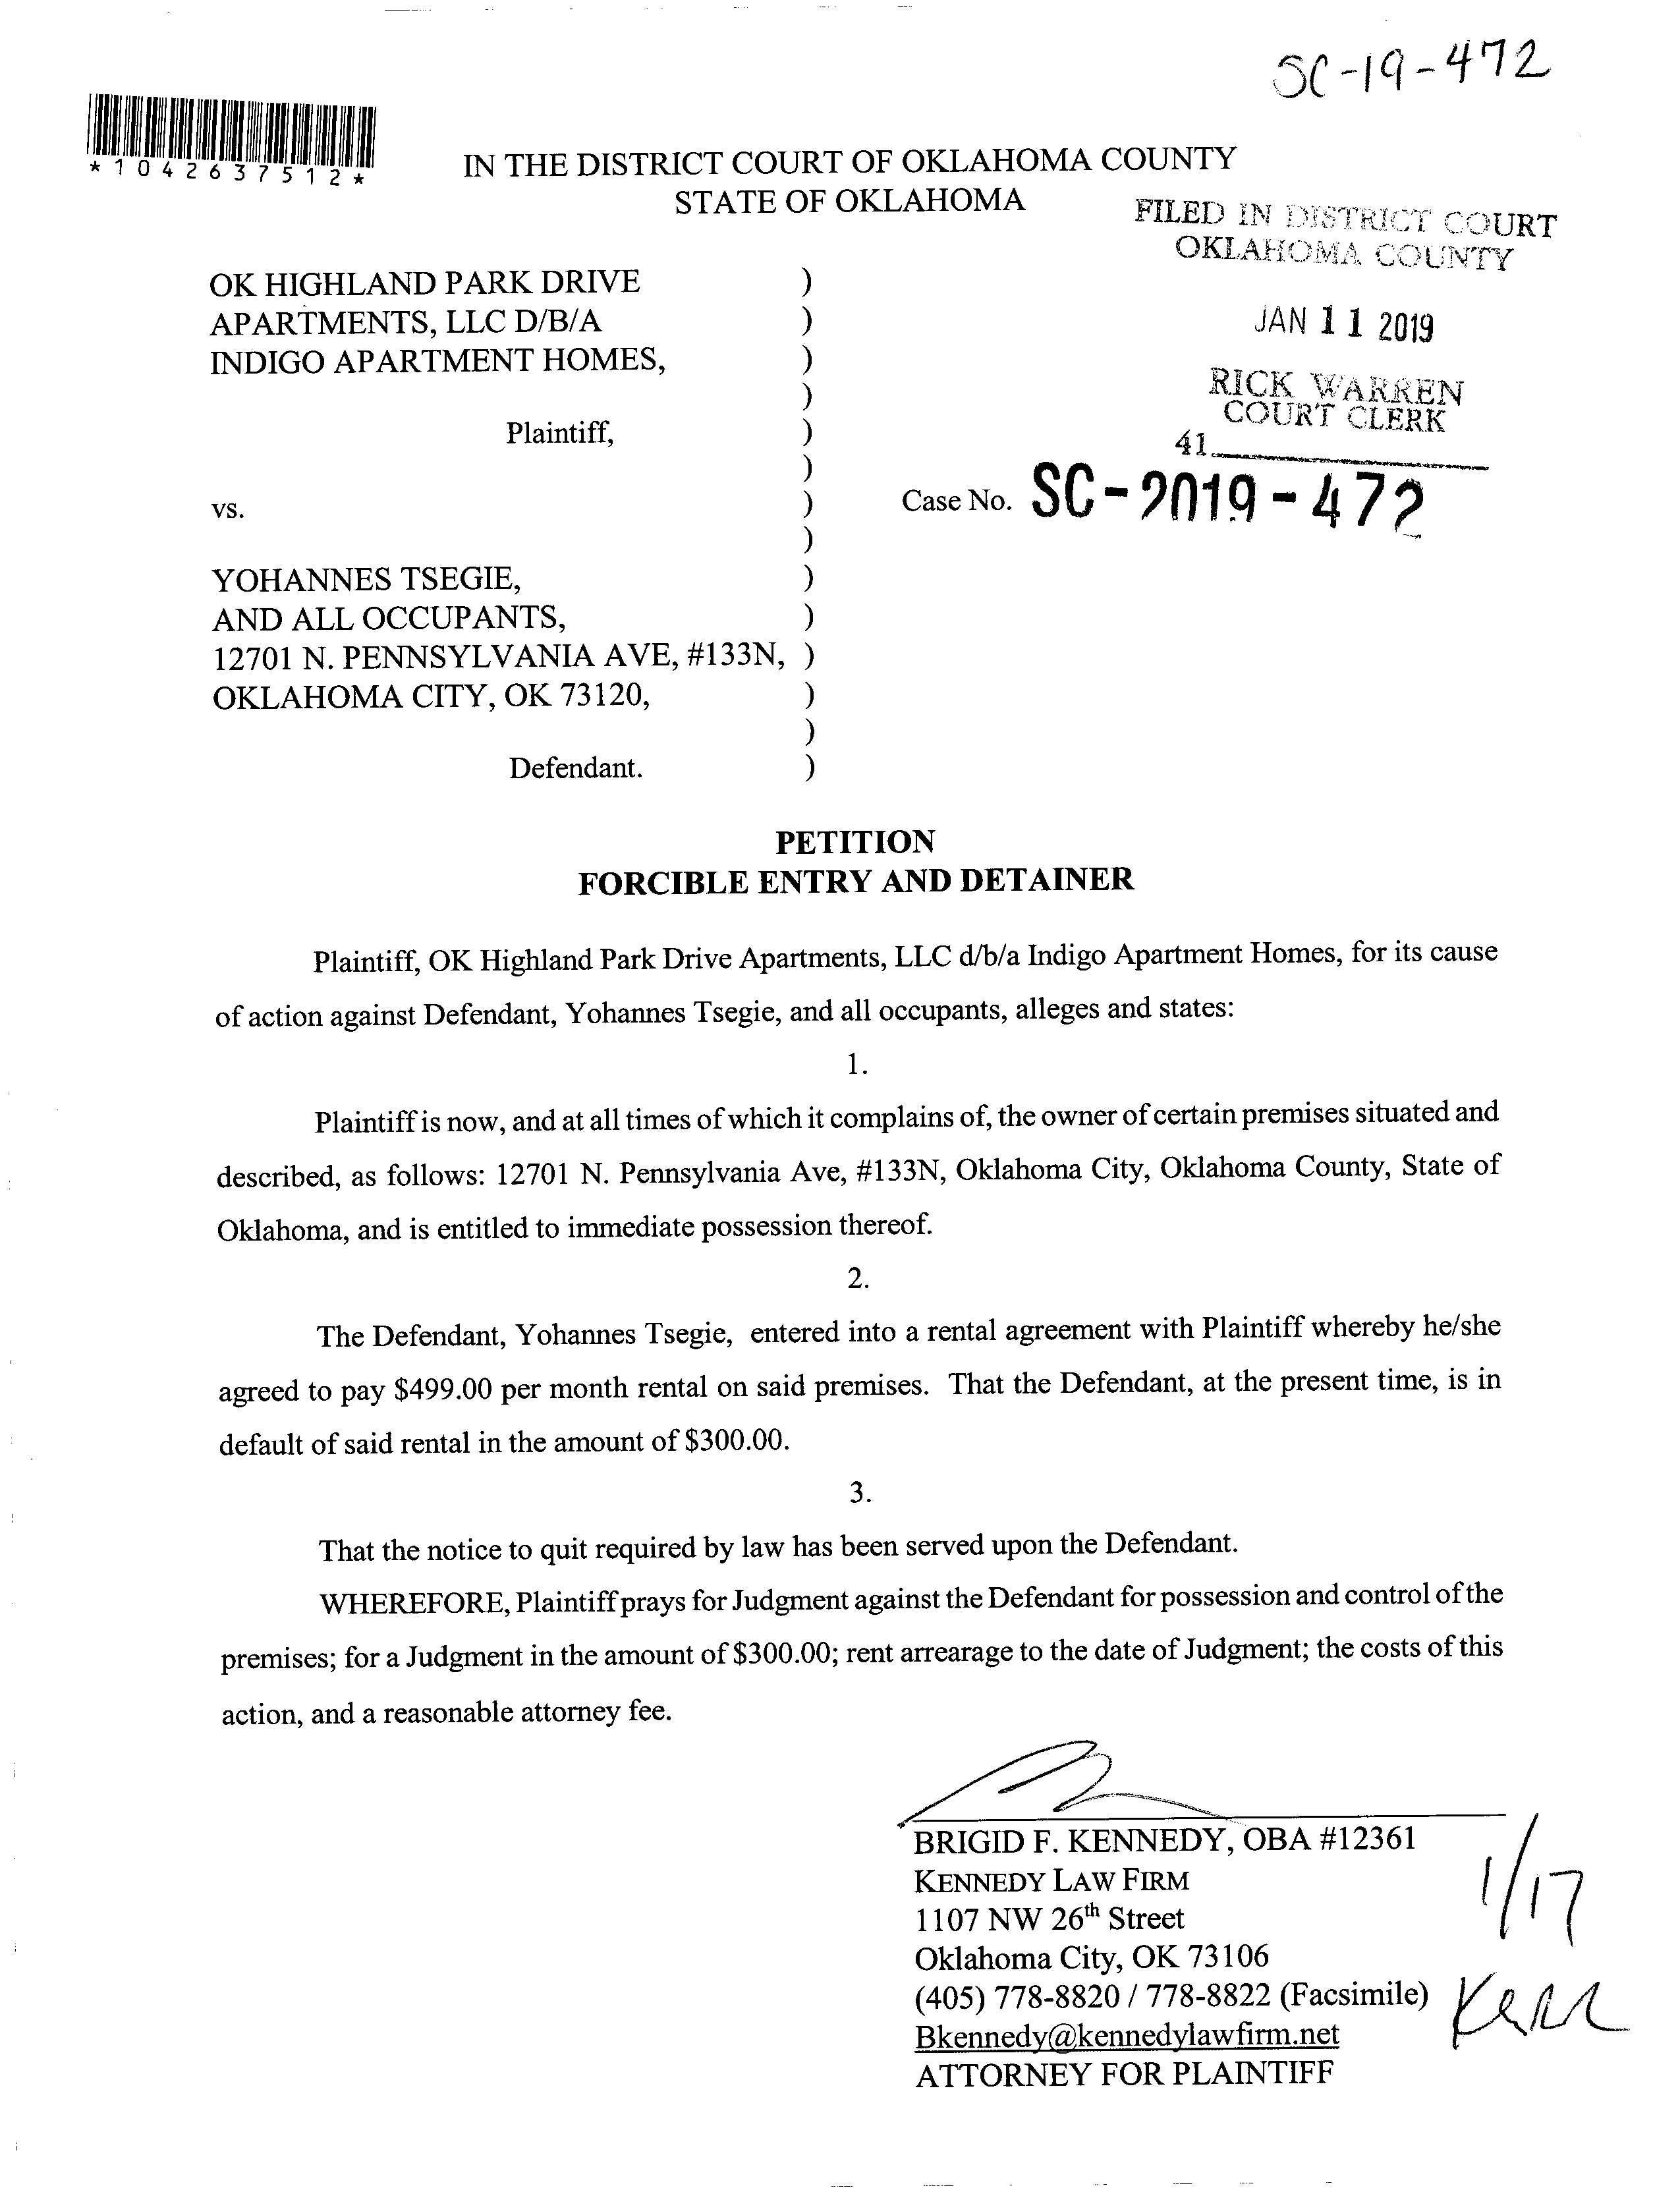 SC-19-472
*1042637512*
IN THE DISTRICT COURT OF OKLAHOMA COUNTY
STATE OF OKLAHOMA
FILED IN DISTRICT COURT
OKLAHOMA COUNTY
JAN 11 2019
RICK WARREN
COURT CLERK
41
OK HIGHLAND PARK DRIVE )
APARTMENTS, LLC D/B/A )
INDIGO APARTMENT HOMES, )
)
Plaintiff, )
)
vs. ) Case No. SC-2019-472
)
YOHANNES TSEGIE, )
AND ALL OCCUPANTS, )
12701 N. PENNSYLVANIA AVE, #133N, )
OKLAHOMA CITY, OK 73120, )
)
Defendant. )
PETITION
FORCIBLE ENTRY AND DETAINER
Plaintiff, OK Highland Park Drive Apartments, LLC d/b/a Indigo Apartment Homes, for its cause
of action against Defendant, Yohannes Tsegie, and all occupants, alleges and states:
1.
Plaintiff is now, and at all times of which it complains of, the owner of certain premises situated and
described, as follows: 12701 N. Pennsylvania Ave, #133N, Oklahoma City, Oklahoma County, State of
Oklahoma, and is entitled to immediate possession thereof.
2.
The Defendant, Yohannes Tsegie, entered into a rental agreement with Plaintiff whereby he/she
agreed to pay $499.00 per month rental on said premises. That the Defendant, at the present time, is in
default of said rental in the amount of $300.00.
3.
That the notice to quit required by law has been served upon the Defendant.
WHEREFORE, Plaintiff prays for Judgment against the Defendant for possession and control of the
premises; for a Judgment in the amount of $300.00; rent arrearage to the date of Judgment; the costs of this
action, and a reasonable attorney fee.
BRIGID F. KENNEDY, OBA #12361
KENNEDY LAW FIRM
1107 NW 26th Street
Oklahoma City, OK 73106
(405) 778-8820 / 778-8822 (Facsimile)
Bkennedy@kennedylawfirm.net
ATTORNEY FOR PLAINTIFF
1/17
Kerr